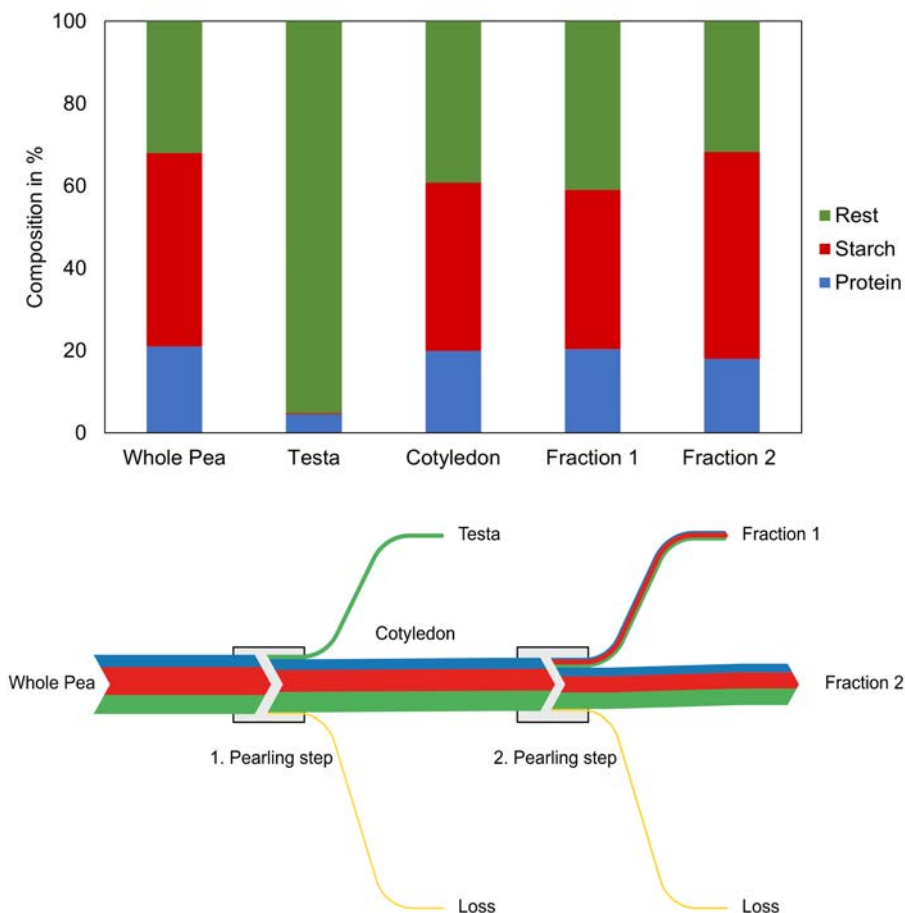 100
80
60
40
20
0
Composition in %
Whole Pea
Testa
Cotyledon
Fraction 1
Fraction 2
Rest
Starch
Protein
Testa
Fraction 1
Cotyledon
Whole Pea
Fraction 2
1. Pearling step
2. Pearling step
Loss
Loss